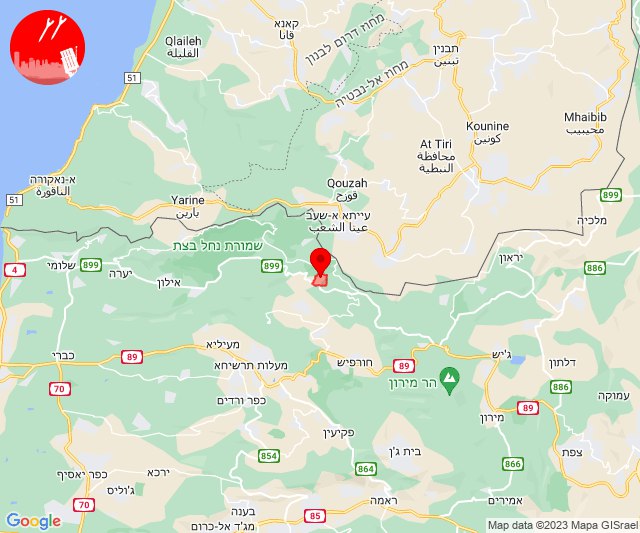 קאנא
قانا
Qlaileh
القليلة
מחוז דרום לבנון
תבנין
تبنين
מחוז אל-נבטיה
51
Kounine
كونين
Mhaibib
محيبيب
At Tiri
محافظة
النبطية
א-נאקורה
الناقورة
Qouzah
قوزح
51
Yarine
يارين
עייתא א-שעב
عيتا الشعب
899
מלכיה
שמורת נחל בצת
יראון
4
שלומי
899
יערה
אילון
899
886
כברי
89
מעיליא
מעלות תרשיחא
חורפיש
89
ג'יש
דלתון
70
הר מירון
886
עמוקה
כפר ורדים
מירון
89
פקיעין
צפת
854
בית ג'ן
864
866
ירכא
כפר יאסיף
ג'וליס
ראמה
אמירים
70
בענה
מג'ד אל-כרום
85
Google
Map data ©2023 Mapa GISrael